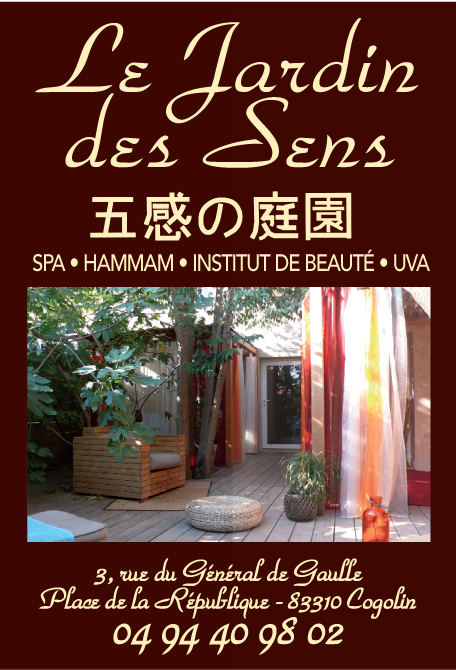 Le Jardin
des Sens
五感の庭園
SPA • HAMMAM • INSTITUT DE BEAUTÉ • UVA
3, rue du Général de Gaulle
Place de la République - 83310 Cogolin
04 94 40 98 02